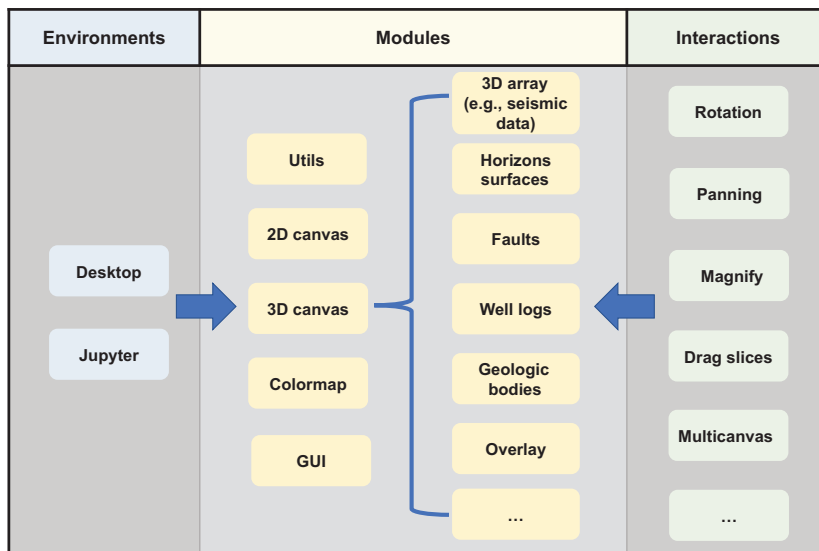 Environments
Modules
Interactions
Desktop
Jupyter
Utils
2D canvas
3D canvas
Colormap
GUI
3D array
(e.g., seismic
data)
Horizons
surfaces
Faults
Well logs
Geologic
bodies
Overlay
...
Rotation
Panning
Magnify
Drag slices
Multicanvas
...